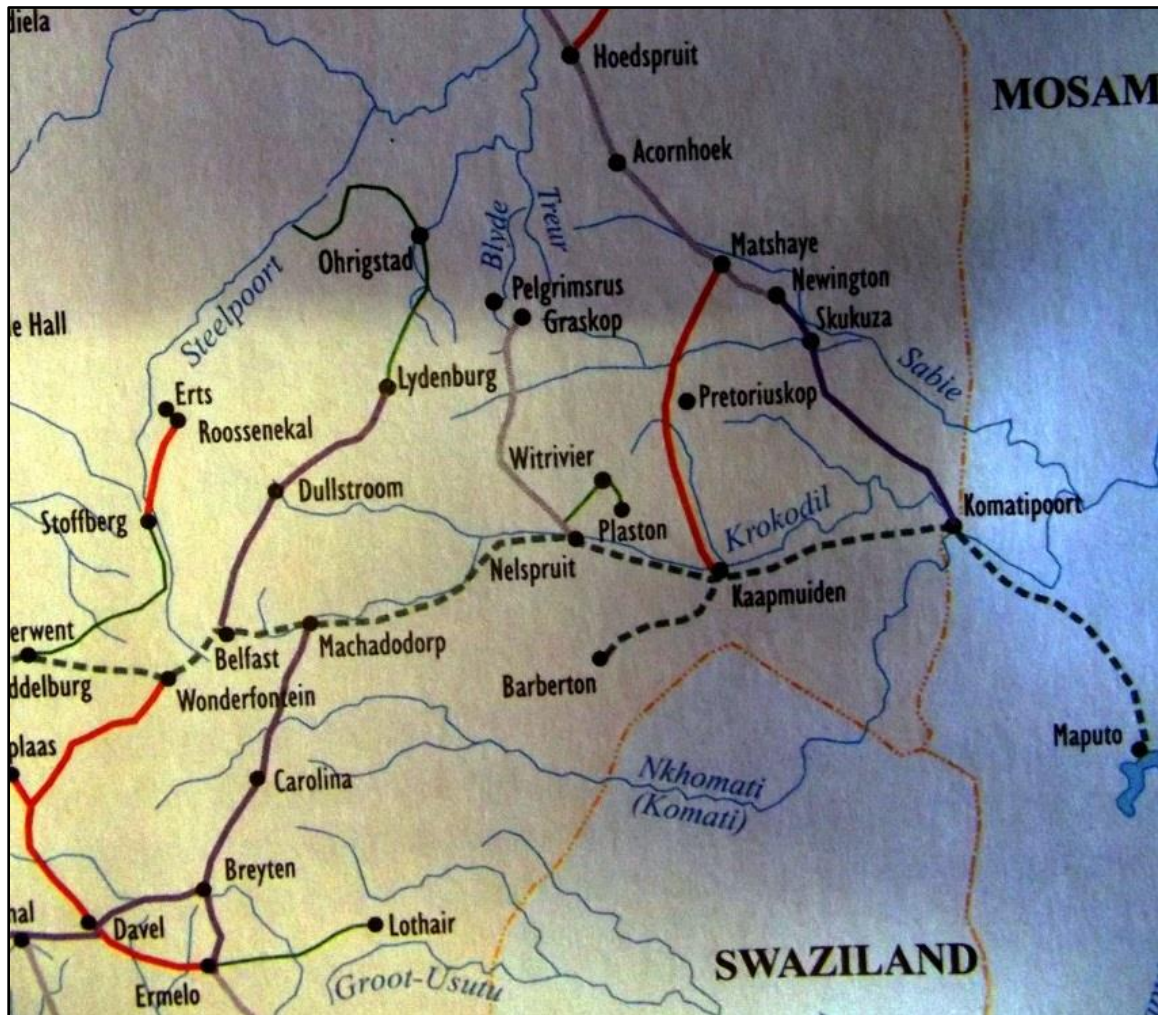 diela
Hoedspruit
MOSAM
Acornhoek
Treur
Blyde
Matshaye
Ohrigstad
Newington
Pelgrimsrus
Graskop
Skukuza
e Hall
Steelpoort
Sabie
Lydenburg
Erts
Roossenekal
Pretoriuskop
Witrivier
Dullstroom
Komatipoort
Krokodil
Stoffberg
Plaston
Nelspruit
Kaapmuiden
erwent
Belfast
Machadodorp
ddelburg
Wonderfontein
Barberton
Maputo
plaas
Carolina
Nkhomati
(Komati)
Breyten
nal
Davel
Lothair
SWAZILAND
Groot-Usutu
Ermelo